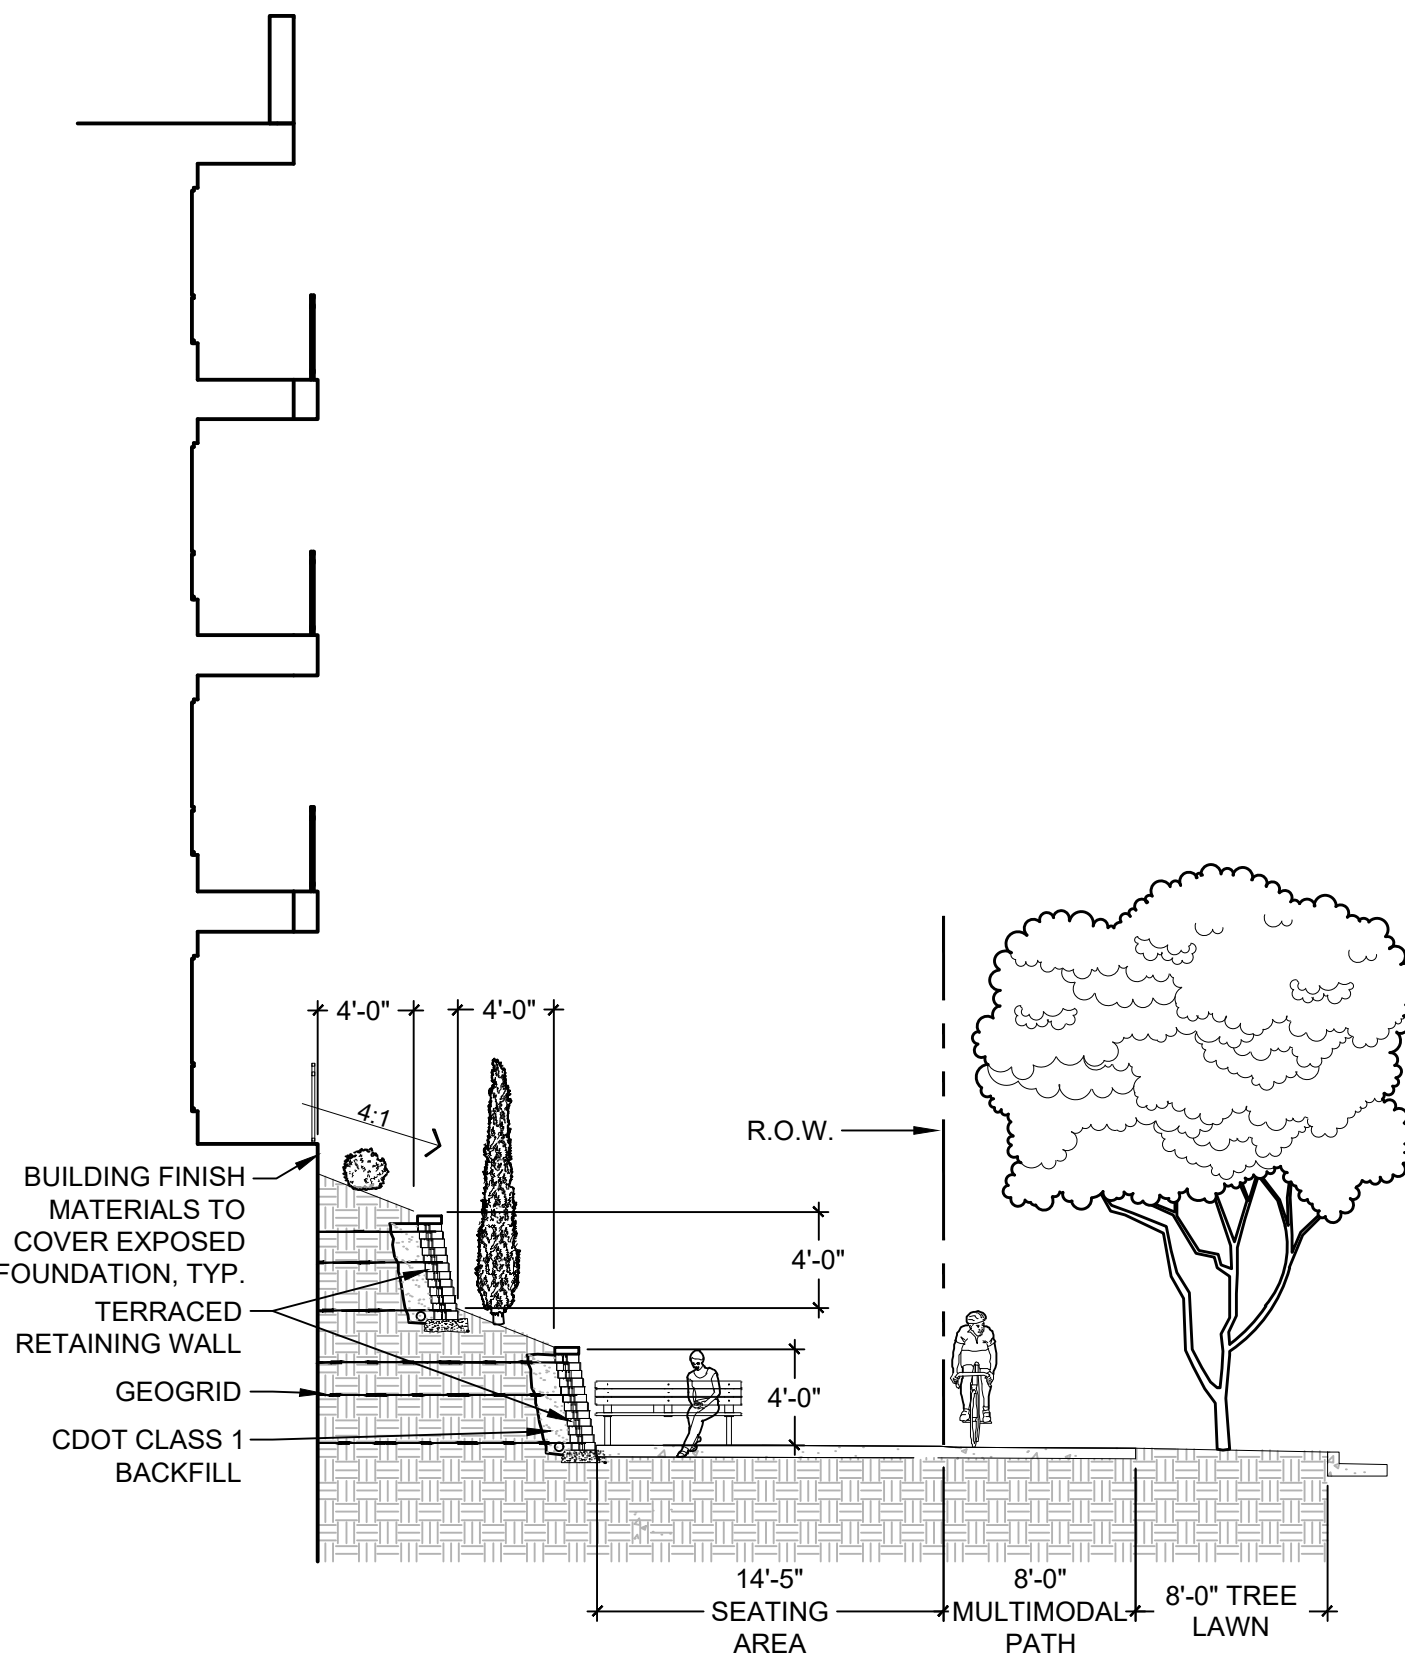 4'-0" 4'-0"
4:1
R.O.W.
BUILDING FINISH
MATERIALS TO
COVER EXPOSED
FOUNDATION, TYP.
4'-0"
TERRACED
RETAINING WALL
GEOGRID
4'-0"
CDOT CLASS 1
BACKFILL
14'-5"
SEATING
AREA
8'-0"
MULTIMODAL
PATH
8'-0" TREE
LAWN